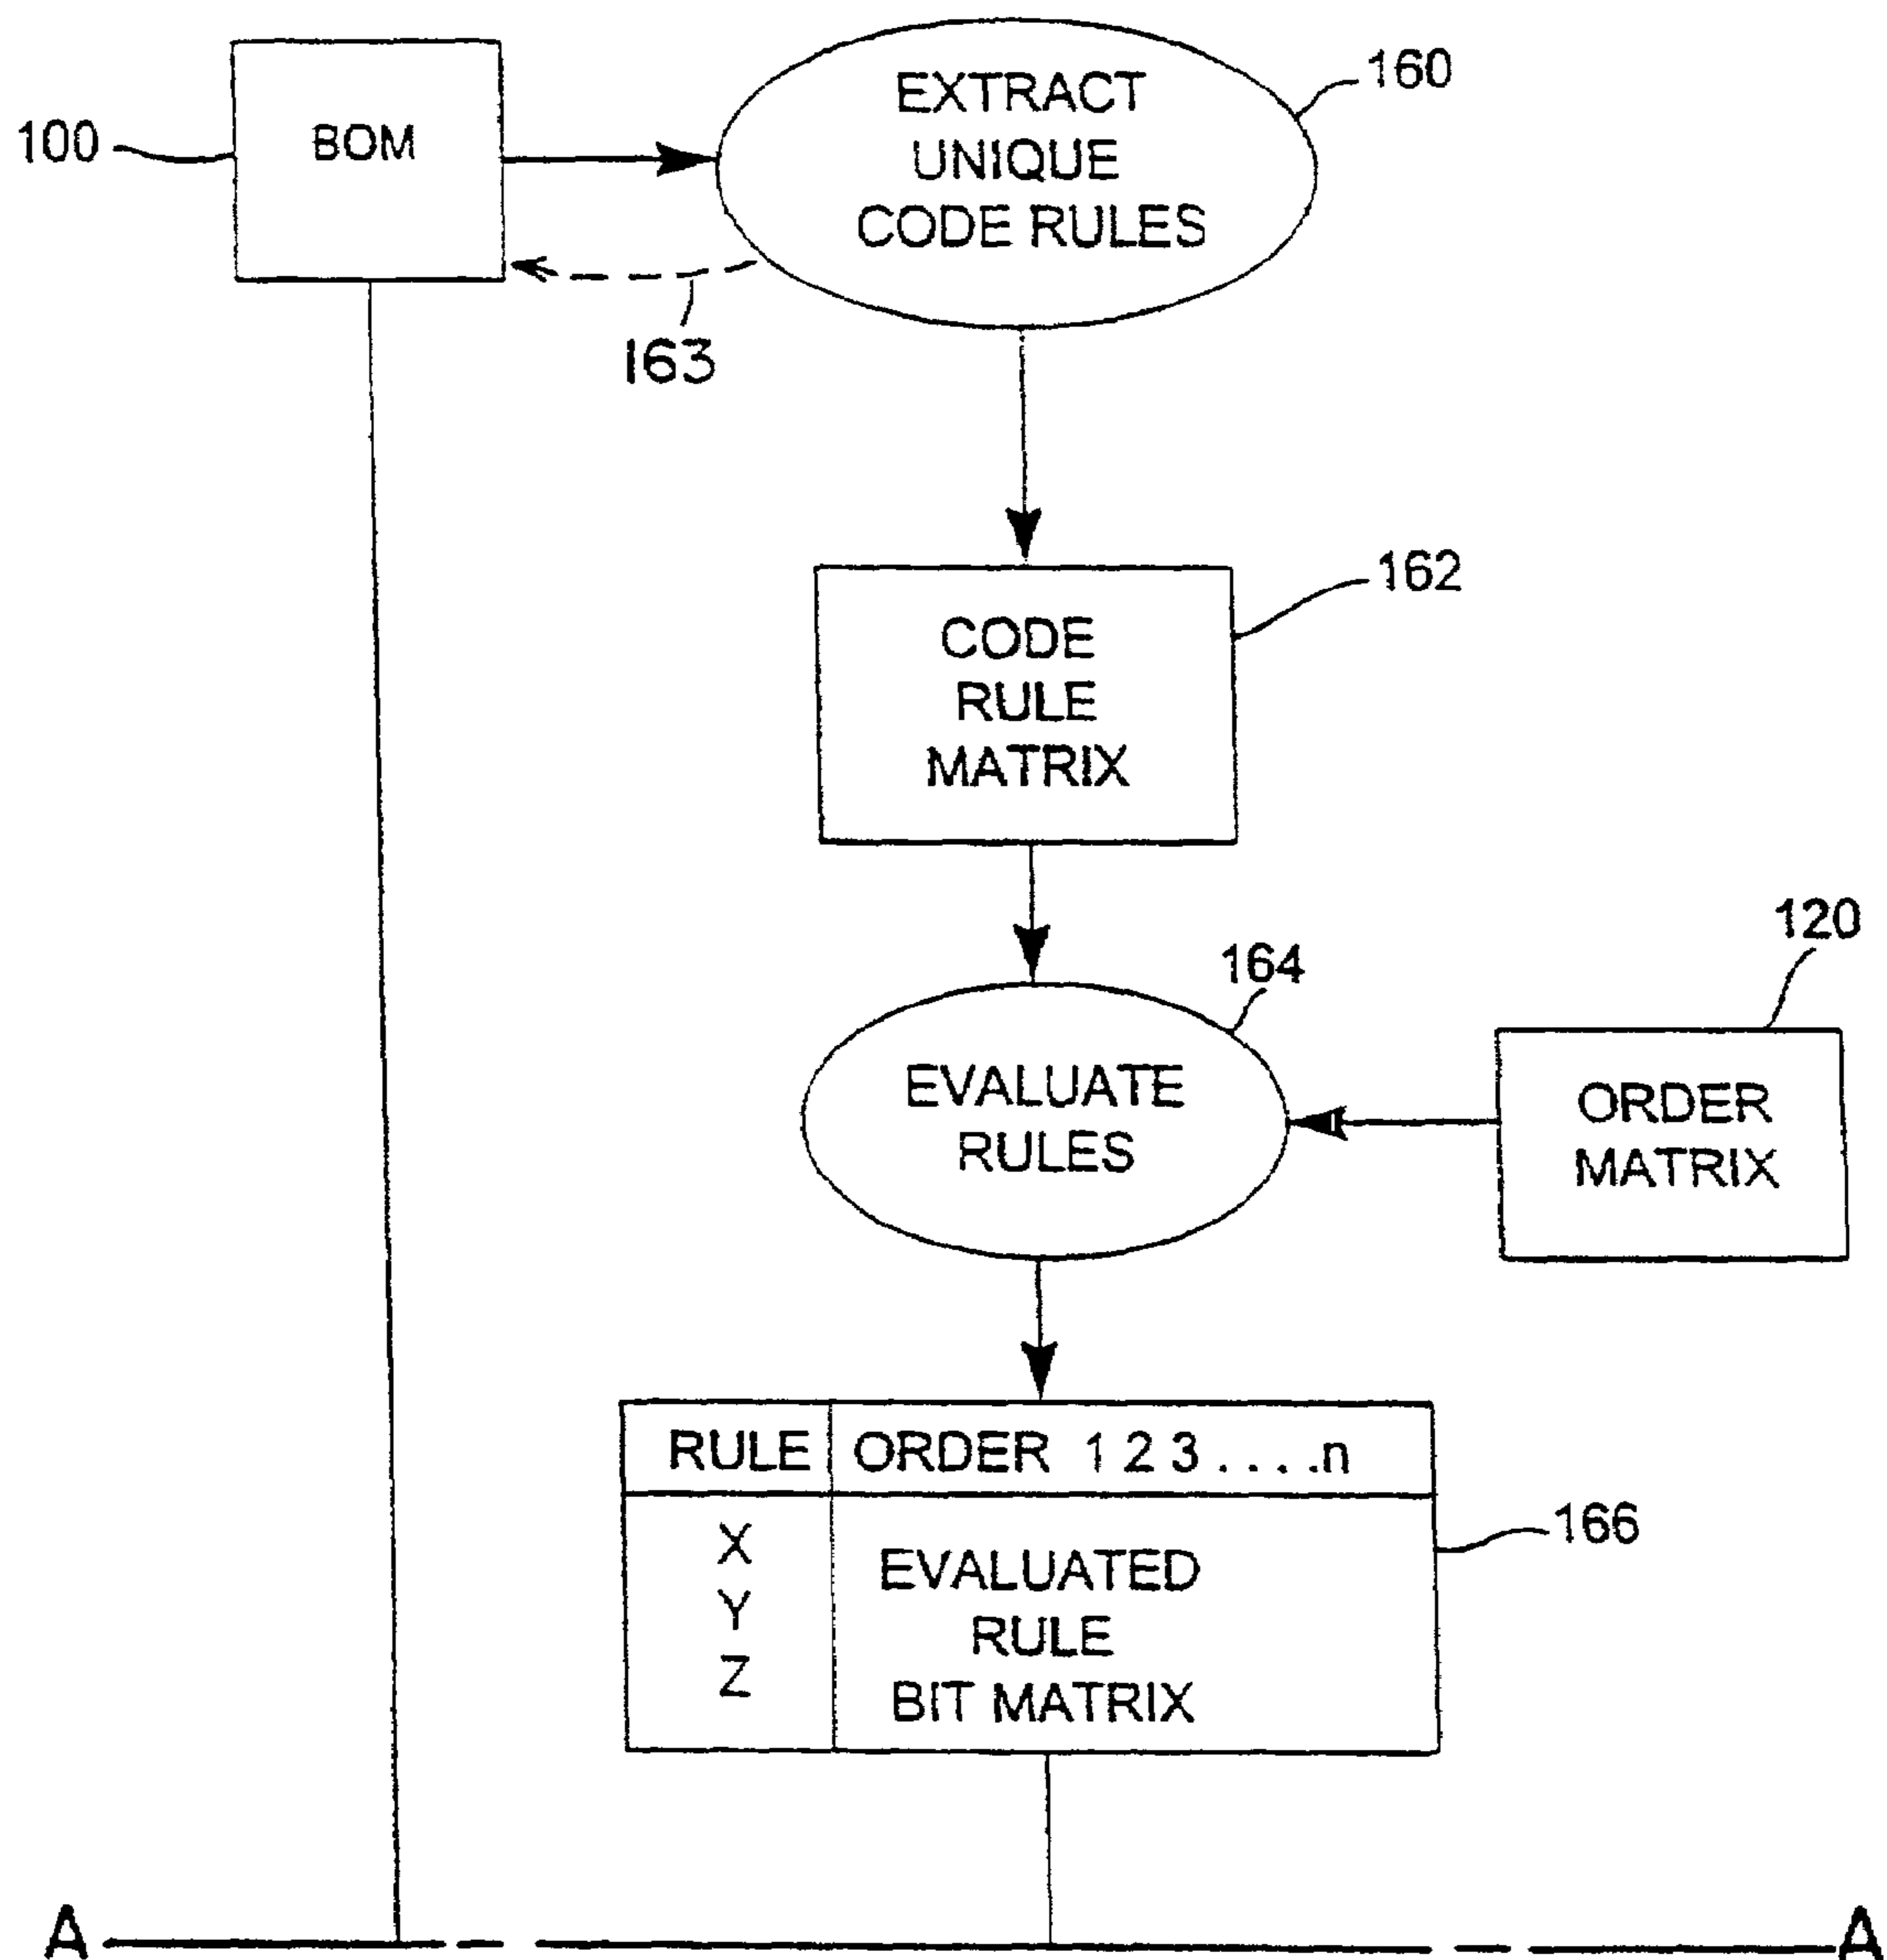 EXTRACT
UNIQUE
CODE RULES
160
BOM
100
163
CODE
RULE
MATRIX
162
120
164
EVALUATE
RULES
ORDER
MATRIX
RULE ORDER 1 2 3 . . . .n
X
Y
Z
EVALUATED
RULE
BIT MATRIX
166
A A